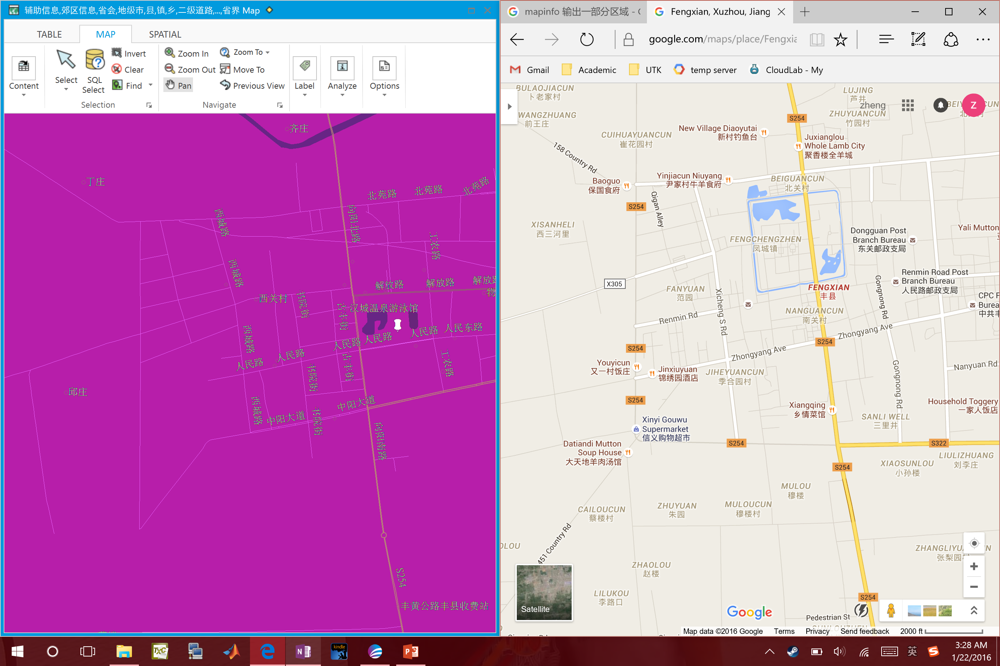 辅助信息,郊区信息,省会,地级市,县,镇,乡,二级道路,...,省界 Map
TABLE
MAP
SPATIAL
Content
Select
SQL
Select
Invert
Clear
Find
Selection
Zoom In
Zoom Out
Pan
Zoom To
Move To
Previous View
Navigate
Label
Analyze
Options
齐庄
丁庄
北苑路
北苑路
北苑路
西城路
向阳北路
工农路
西城路
解放路
解放路
解放路
西关村
书院街
物
古丰街
汉城温泉游泳馆
西城路
人民路
人民路
人民路
人民路
人民路
人民东路
书院街
古丰街
工农路
邱庄
西城路
中阳大道
中阳大道
书院街
向阳南路
S254
丰黄公路丰县收费站
mapinfo 输出一部分区域 -
Fengxian, Xuzhou, Jiang
google.com/maps/place/Fengxia
Gmail
Academic
UTK
temp server
CloudLab - My
BULAOJIACUN
卜老家村
WANGZHUANG
前王庄
LUJING
芦井
zheng
Z
ZHUYUANCUN
竹园村
S254
New Village Diaoyutai
新村钓鱼台
CUIHUAYUANCUN
崔花园村
Juxianglou
Whole Lamb City
聚香楼全羊城
158 Country Rd
Baoguo
保国食府
Yinjiacun Niuyang
尹家村牛羊食府
BEIGUANCUN
北关村
S254
Qigan Alley
XISANHELI
西三河里
FENGCHENGZHEN
凤城镇
Dongguan Post
Branch Bureau
东关邮政支局
Yali Mutton
Renmin Road Post
Branch Bureau
人民路邮政支局
X305
FANYUAN
范园
FENGXIAN
丰县
Gongnong Rd
CPC F
Burea
中共丰
Xicheng S Rd
Renmin Rd
NANGUANCUN
南关村
Zhongyang Ave
S254
S254
Zhongyang Ave
Youyicun
又一村饭庄
Jinxiuyuan
锦绣园酒店
JIHEYUANCUN
季合园村
Gongnong Rd
Nanyuan Rd
S254
Xiangqing
乡情菜馆
Household Toggery
一家人饭店
SANLI WELL
三里井
Xinyi Gouwu
Supermarket
信义购物超市
Datiandi Mutton
Soup House
大天地羊肉汤馆
S254
S322
S254
LIULIZHUANG
刘李庄
XIAOSUNLOU
小孙楼
MULOU
穆楼
CAILOUCUN
蔡楼村
ZHUYUAN
朱园
MULOUCUN
穆楼村
OLOU
451 Country Rd
ZHANGLIYU
张梨园
ZHAOLOU
赵楼
LILUKOU
李路口
S254
Satellite
Google
Pedestrian St
Map data ©2016 Google
Terms
Privacy
Send feedback
2000 ft
TXC
N
kindle
P
英
S
3:28 AM
1/22/2016